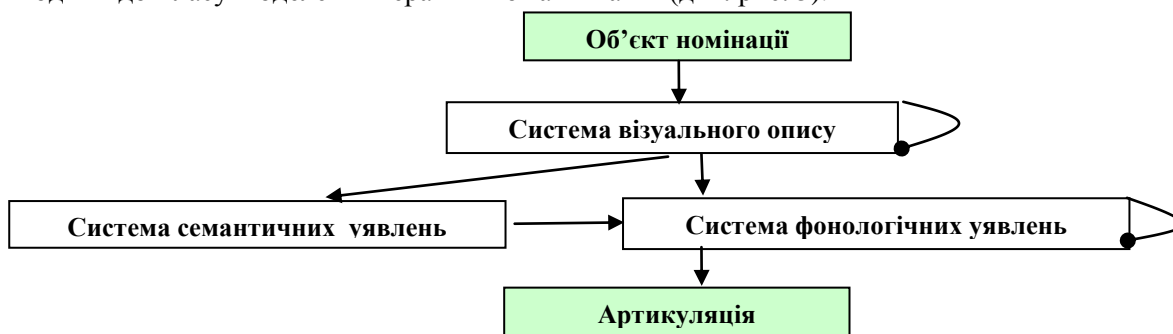 Об’єкт номінації
Система візуального опису
Система семантичних уявлень
Система фонологічних уявлень
Артикуляція